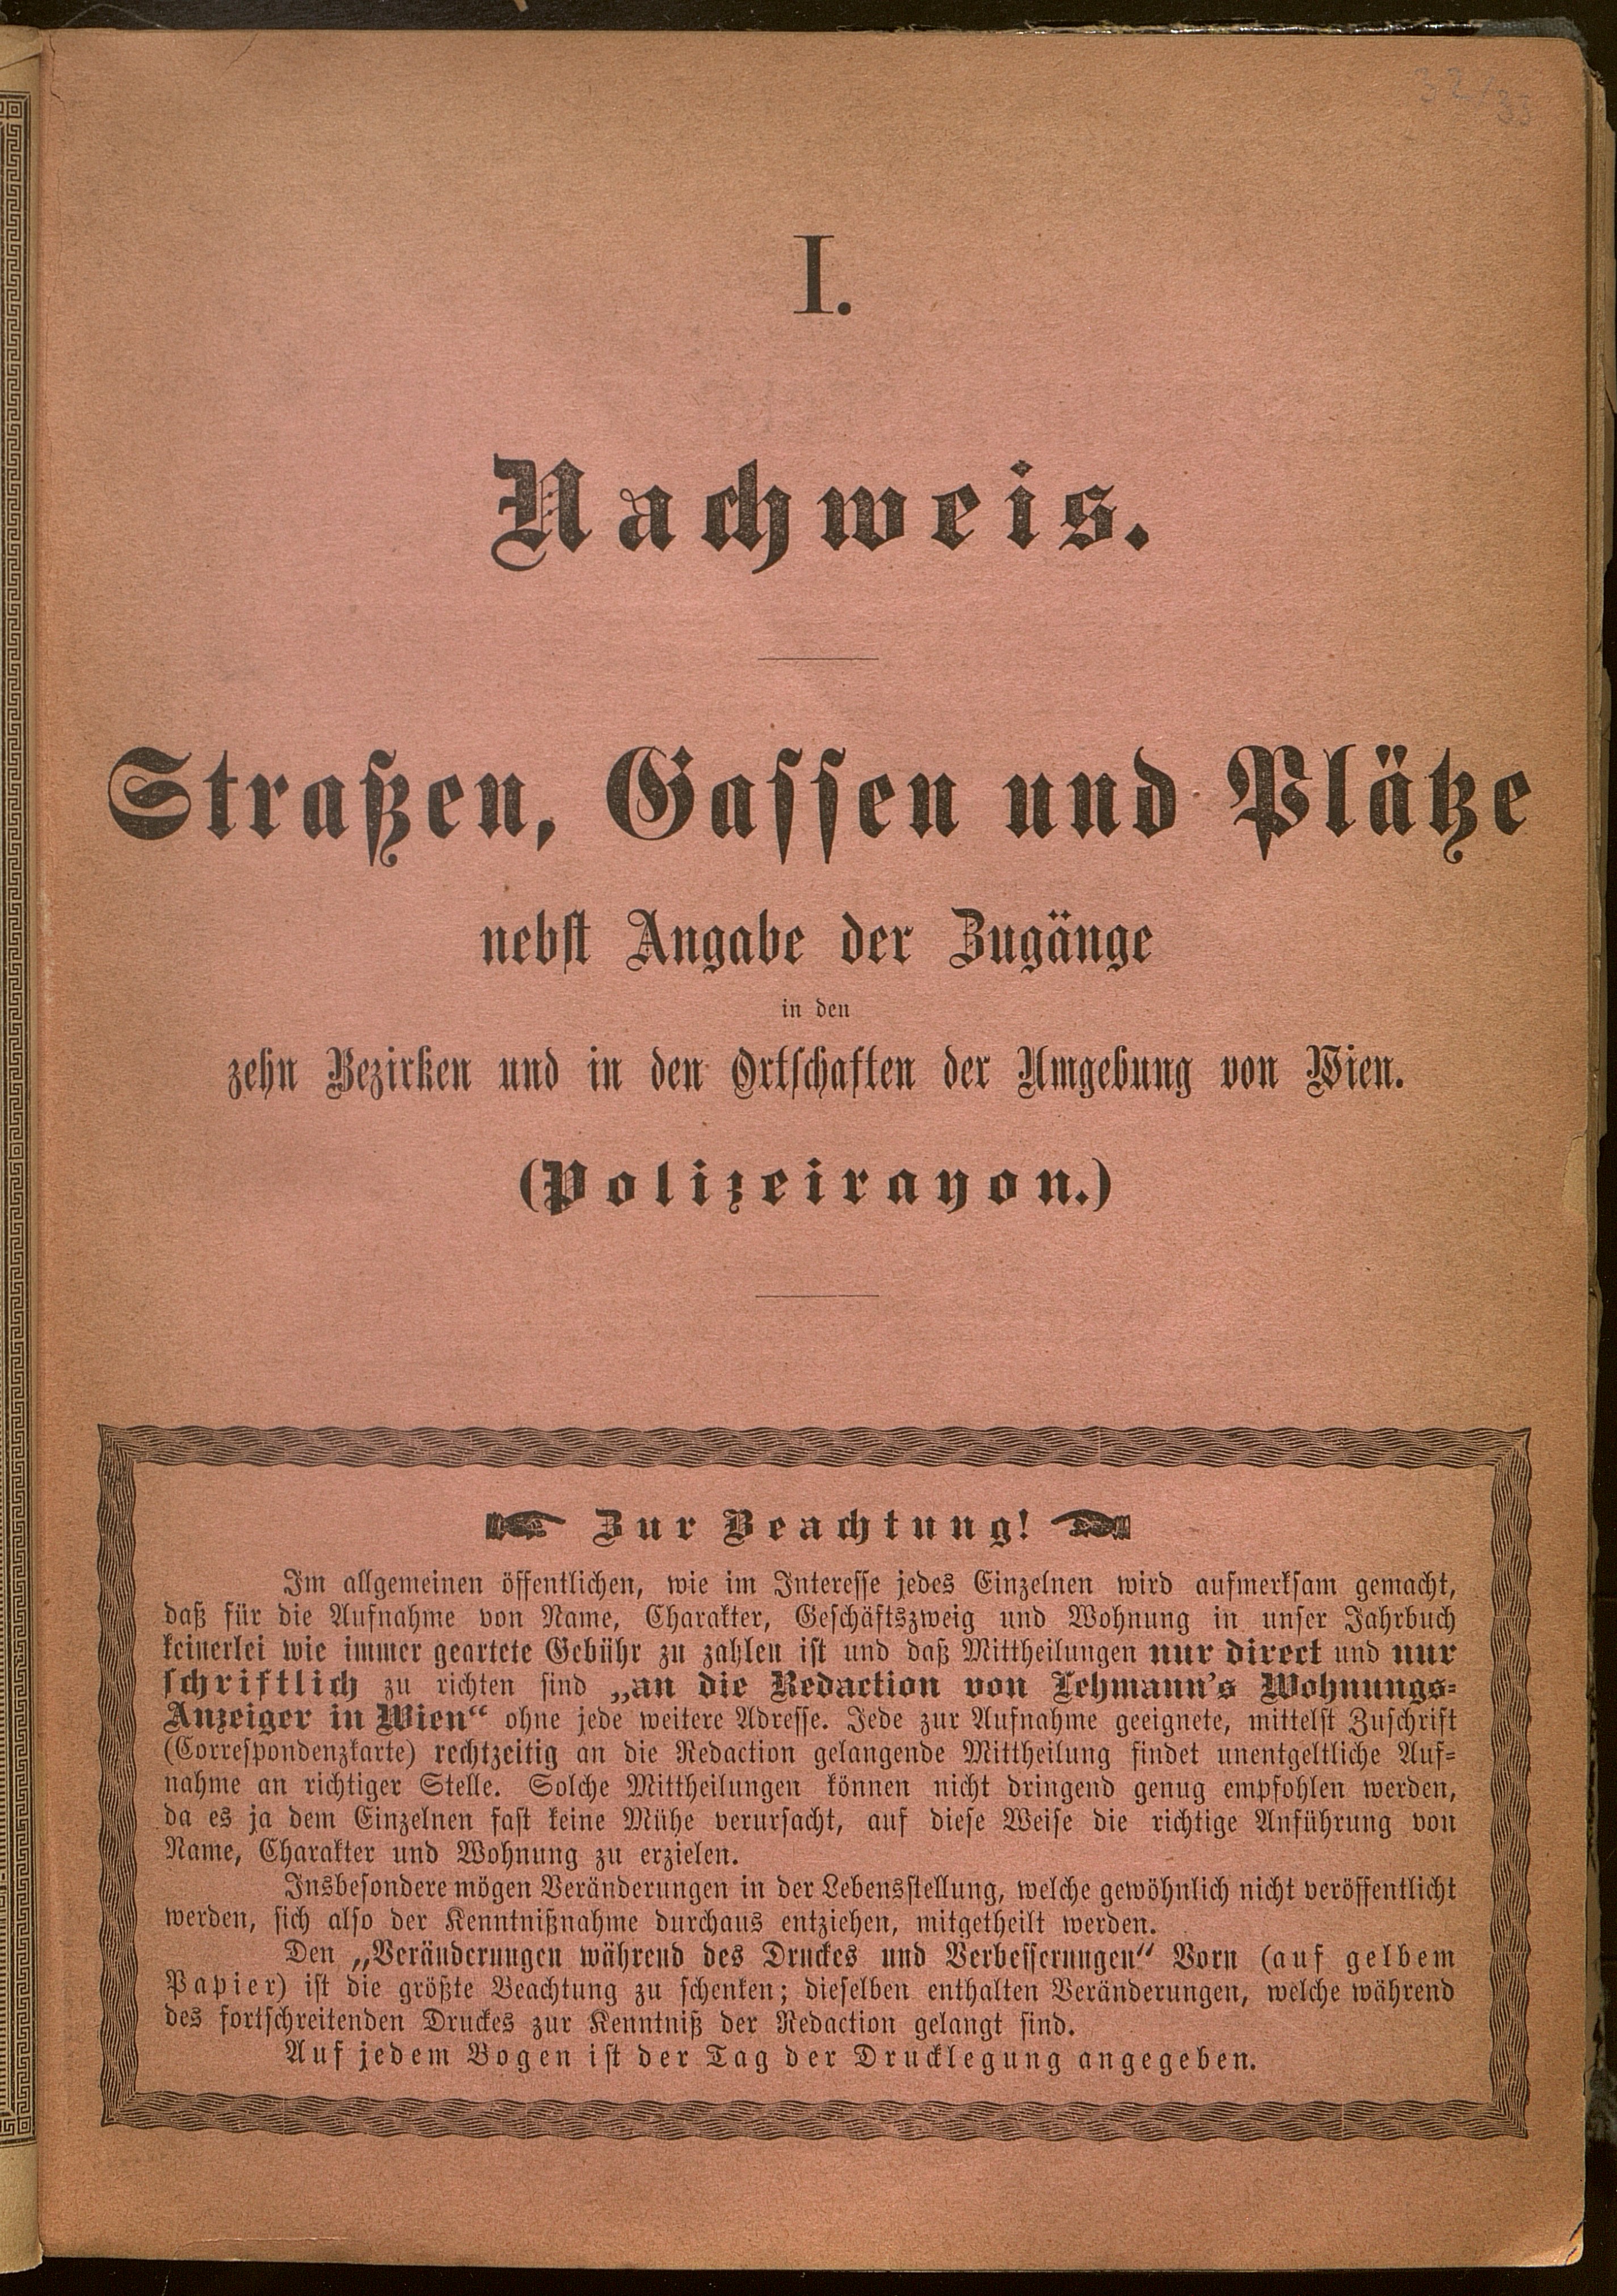 I.
Nachweis.
Straßen, Gassen und Plätze
nebst Angabe der Zugänge
in den
zehn Bezirken und in den Ortschaften der Umgebung von Wien.
(Polizeirayon.)
Zur Beachtung!
Im allgemeinen öffentlichen, wie im Interesse jedes Einzelnen wird aufmerksam gemacht,
daß für die Aufnahme von Name, Charakter, Geschäftszweig und Wohnung in unser Jahrbuch
keinerlei wie immer geartete Gebühr zu zahlen ist und daß Mittheilungen nur direct und nur
schriftlich zu richten sind „an die Redaction von Lehmann's Wohnungs-
Anzeiger in Wien“ ohne jede weitere Adresse. Jede zur Aufnahme geeignete, mittelst Zuschrift
(Correspondenzkarte) rechtzeitig an die Redaction gelangende Mittheilung findet unentgeltliche Auf-
nahme an richtiger Stelle. Solche Mittheilungen können nicht dringend genug empfohlen werden,
da es ja dem Einzelnen fast keine Mühe verursacht, auf diese Weise die richtige Anführung von
Name, Charakter und Wohnung zu erzielen.
Insbesondere mögen Veränderungen in der Lebensstellung, welche gewöhnlich nicht veröffentlicht
werden, sich also der Kenntnißnahme durchaus entziehen, mitgetheilt werden.
Den „Veränderungen während des Druckes und Verbesserungen“ Vorn (auf gelbem
Papier) ist die größte Beachtung zu schenken; dieselben enthalten Veränderungen, welche während
des fortschreitenden Druckes zur Kenntniß der Redaction gelangt sind.
Auf jedem Bogen ist der Tag der Drucklegung angegeben.